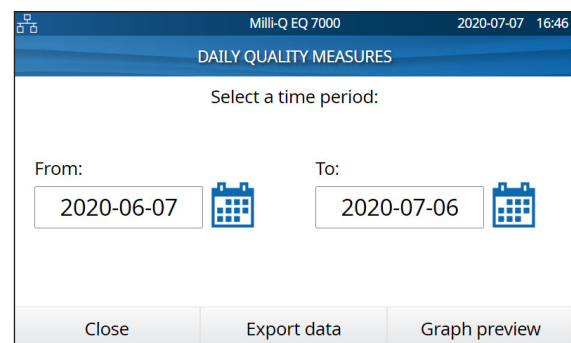 Milli-Q EQ 7000 2020-07-07 16:46
DAILY QUALITY MEASURES
Select a time period:
From: To:
2020-06-07 2020-07-06
Close Export data Graph preview